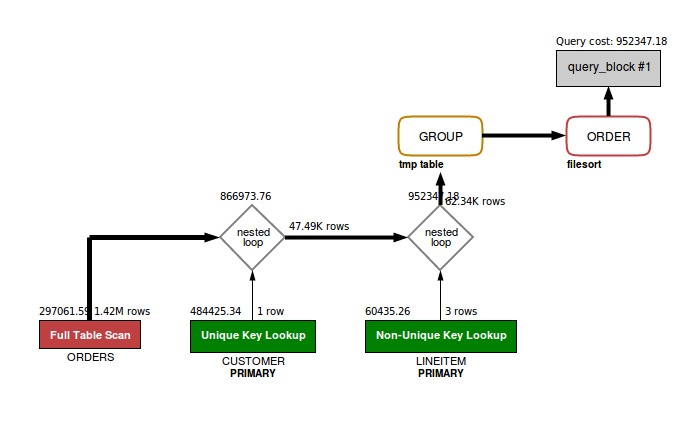 Query cost: 952347.18
query_block #1
GROUP
ORDER
tmp table
filesort
866973.76
952347.18
62.34K rows
nested
loop
47.49K rows
nested
loop
297061.59
1.42M rows
484425.34
1 row
60435.26
3 rows
Full Table Scan
Unique Key Lookup
Non-Unique Key Lookup
ORDERS
CUSTOMER
PRIMARY
LINEITEM
PRIMARY